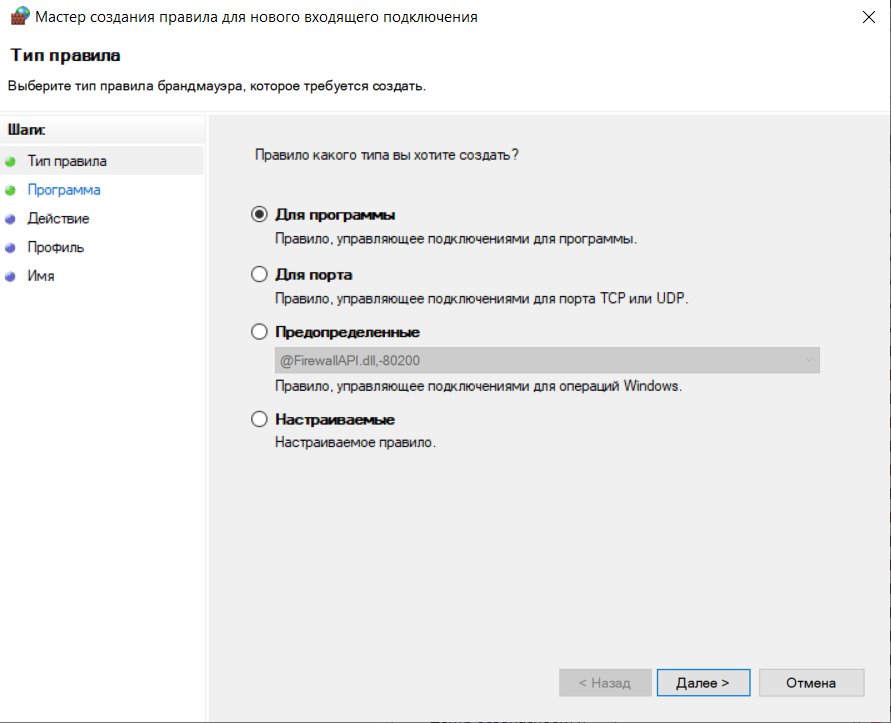 Мастер создания правила для нового входящего подключения
Тип правила
Выберите тип правила брандмауэра, которое требуется создать.
Шаги:
Тип правила
Программа
Действие
Профиль
Имя
Правило какого типа вы хотите создать?
Для программы
Правило, управляющее подключениями для программы.
Для порта
Правило, управляющее подключениями для порта TCP или UDP.
Предопределенные
@FirewallAPI.dll,-80200
Правило, управляющее подключениями для операций Windows.
Настраиваемые
Настраиваемое правило.
< Назад
Далее >
Отмена